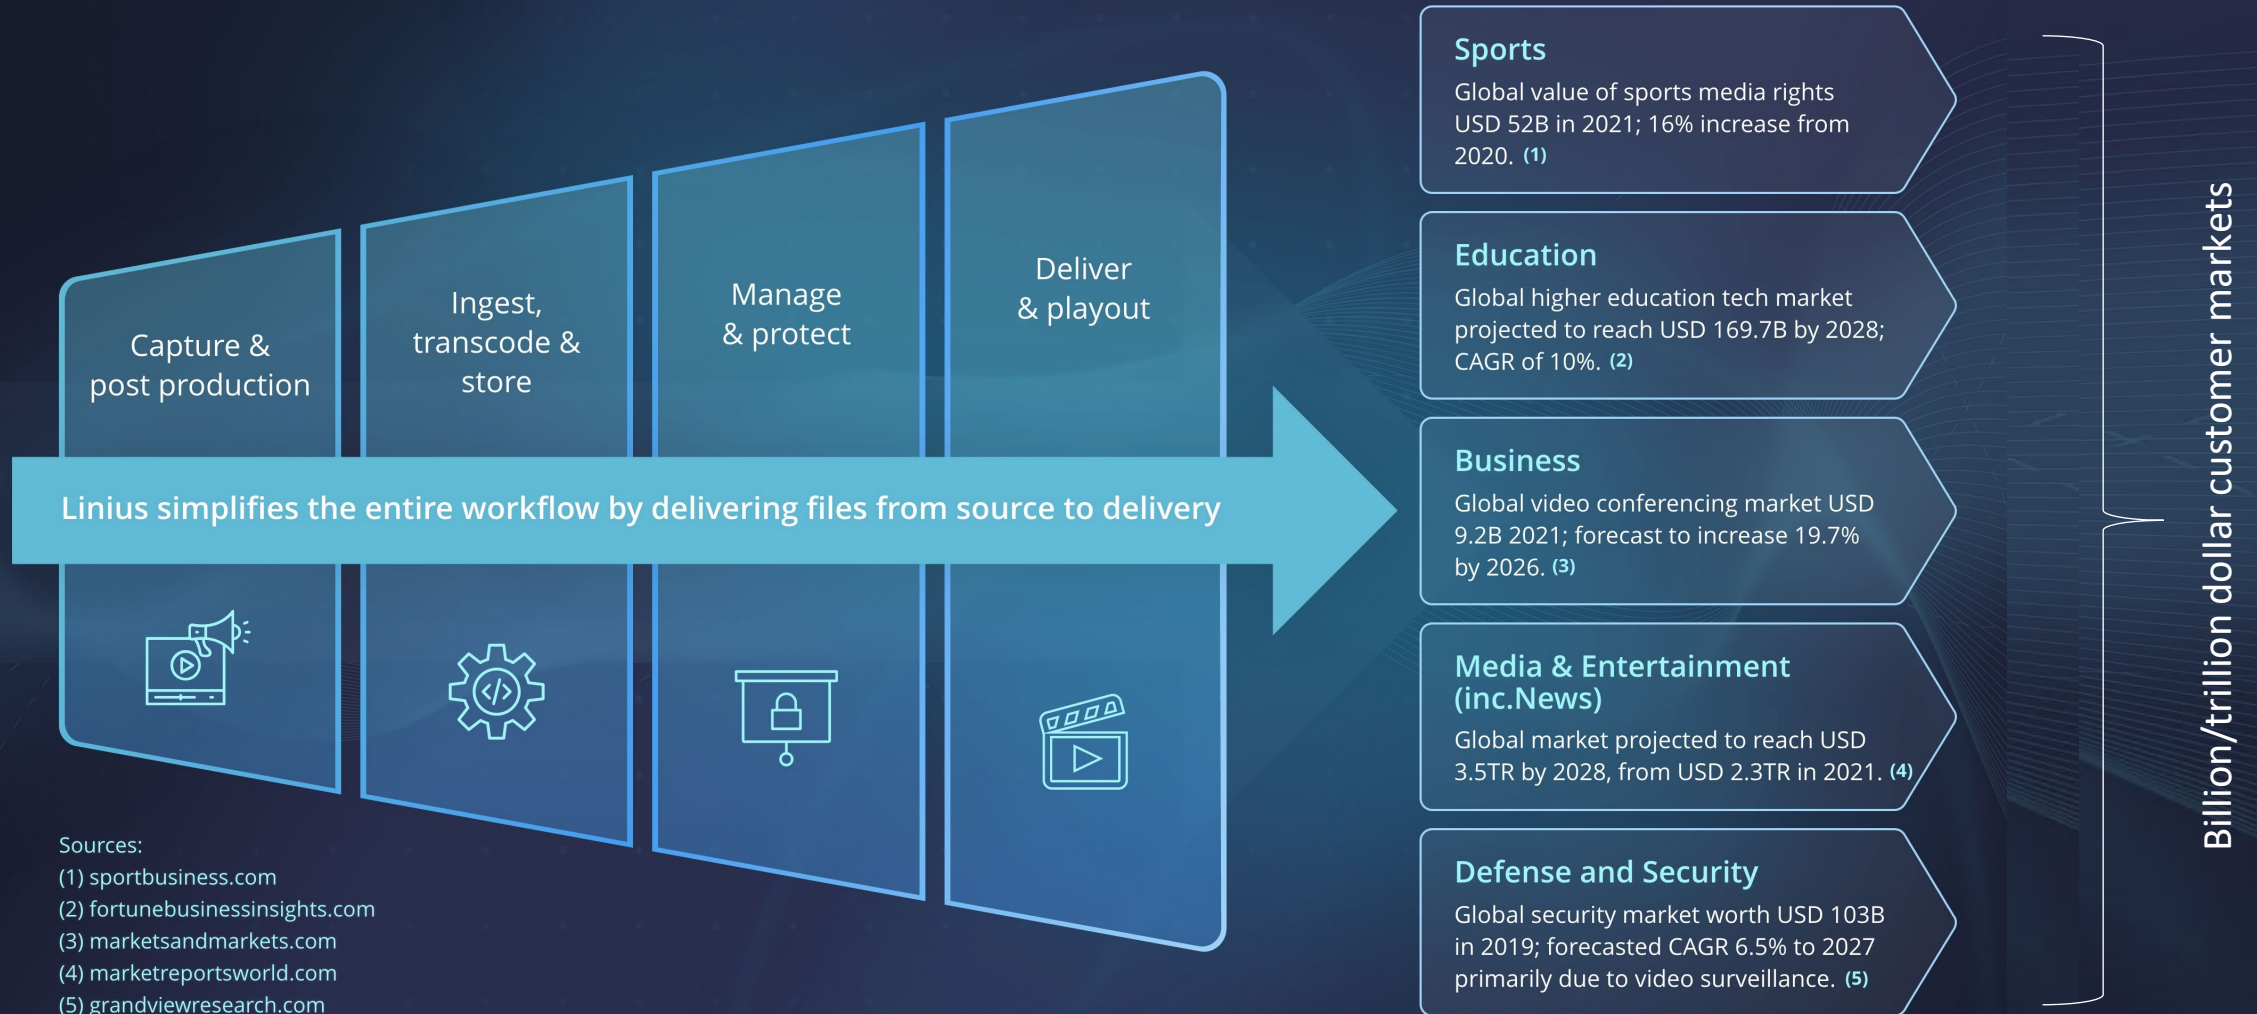 Capture &
post production
Ingest,
transcode &
store
Manage
& protect
Deliver
& playout
Linius simplifies the entire workflow by delivering files from source to delivery
Sources:
(1) sportbusiness.com
(2) fortunebusinessinsights.com
(3) marketsandmarkets.com
(4) marketreportsworld.com
(5) grandviewresearch.com
Sports
Global value of sports media rights
USD 52B in 2021; 16% increase from
2020. (1)
Education
Global higher education tech market
projected to reach USD 169.7B by 2028;
CAGR of 10%. (2)
Business
Global video conferencing market USD
9.2B 2021; forecast to increase 19.7%
by 2026. (3)
Media & Entertainment
(inc.News)
Global market projected to reach USD
3.5TR by 2028, from USD 2.3TR in 2021. (4)
Defense and Security
Global security market worth USD 103B
in 2019; forecasted CAGR 6.5% to 2027
primarily due to video surveillance. (5)
Billion/trillion dollar customer markets